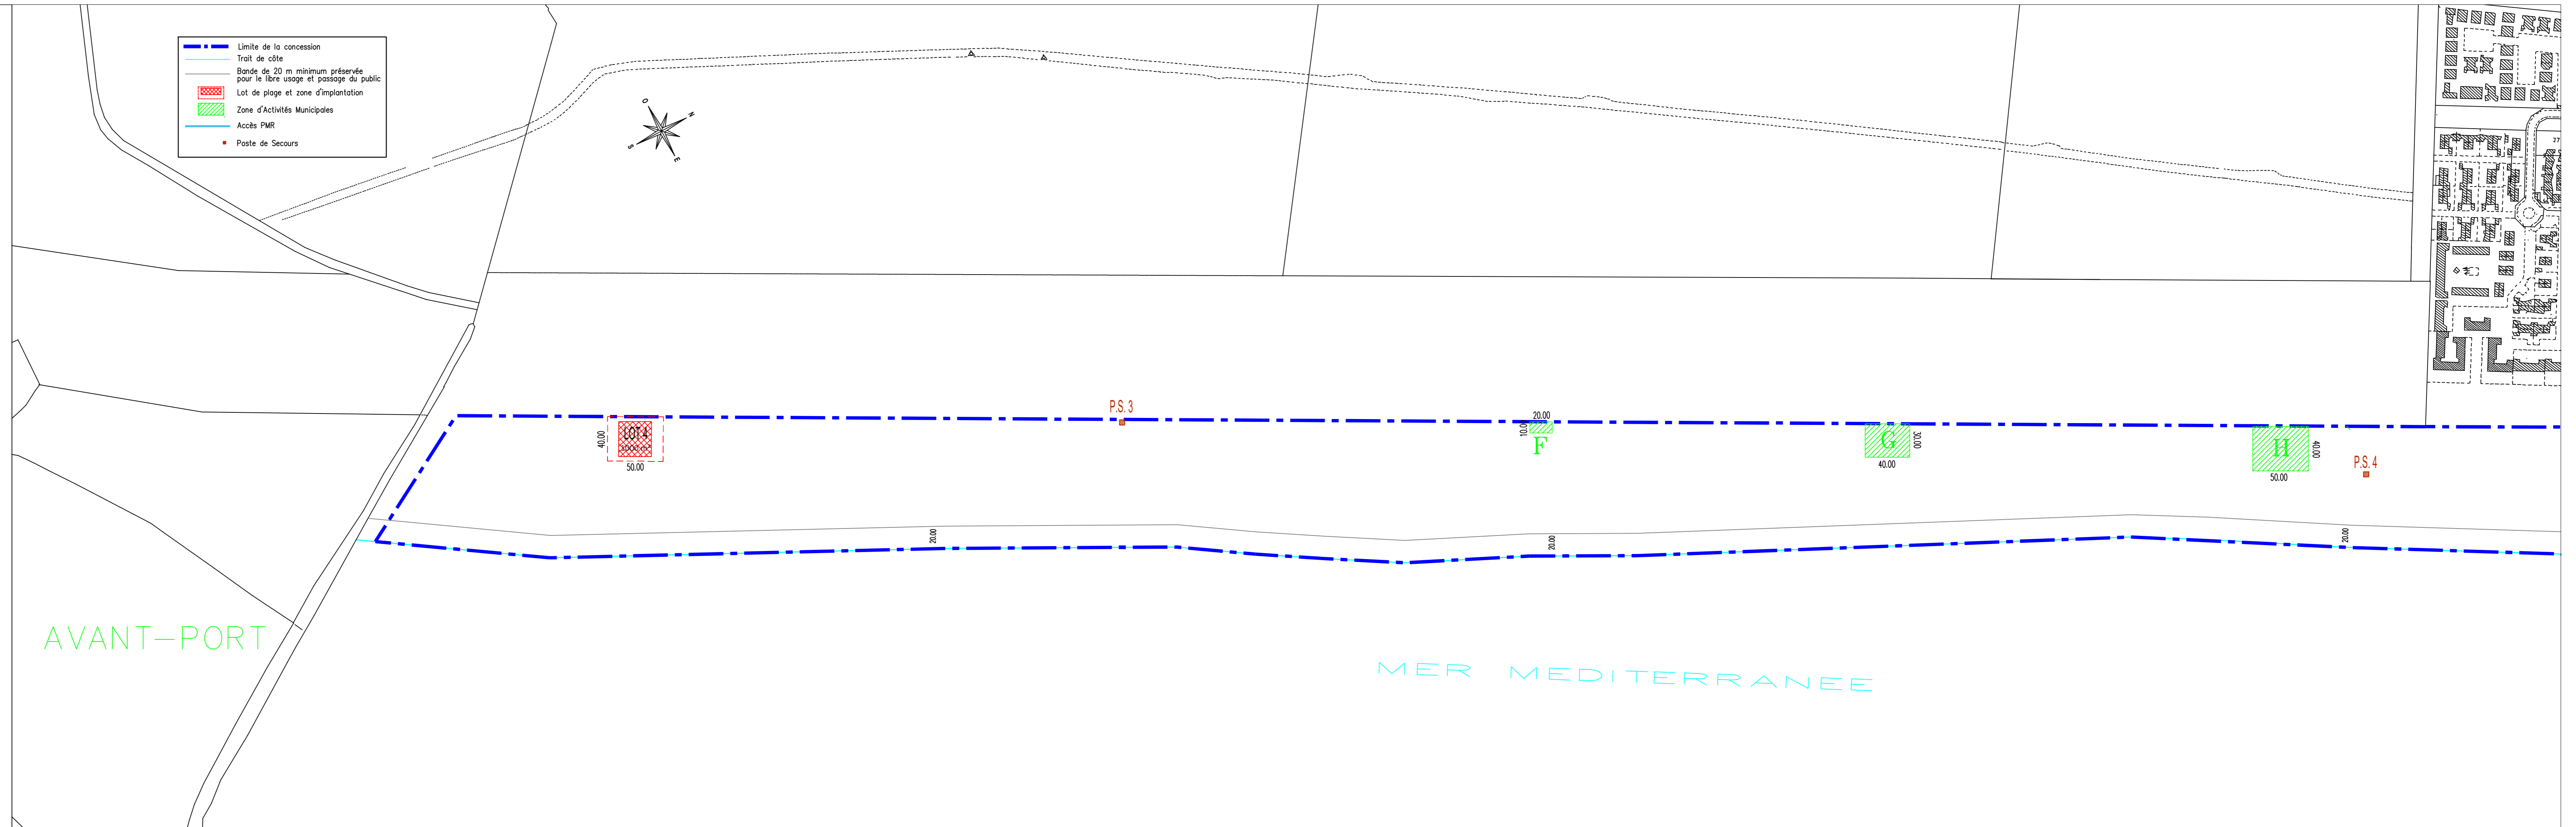 Limite de la concession
Trait de côte
Bande de 20 m minimum préservée
pour le libre usage et passage du public
Lot de plage et zone d'implantation
Zone d'Activités Municipales
Accès PMR
Poste de Secours
O
N
S
E
27
P.S. 3
20.00
10.00
F
LOT 4
40.00
50.00
G
30.00
40.00
H
40.00
50.00
P.S. 4
20.00
20.00
20.00
AVANT-PORT
MER MEDITERRANEE